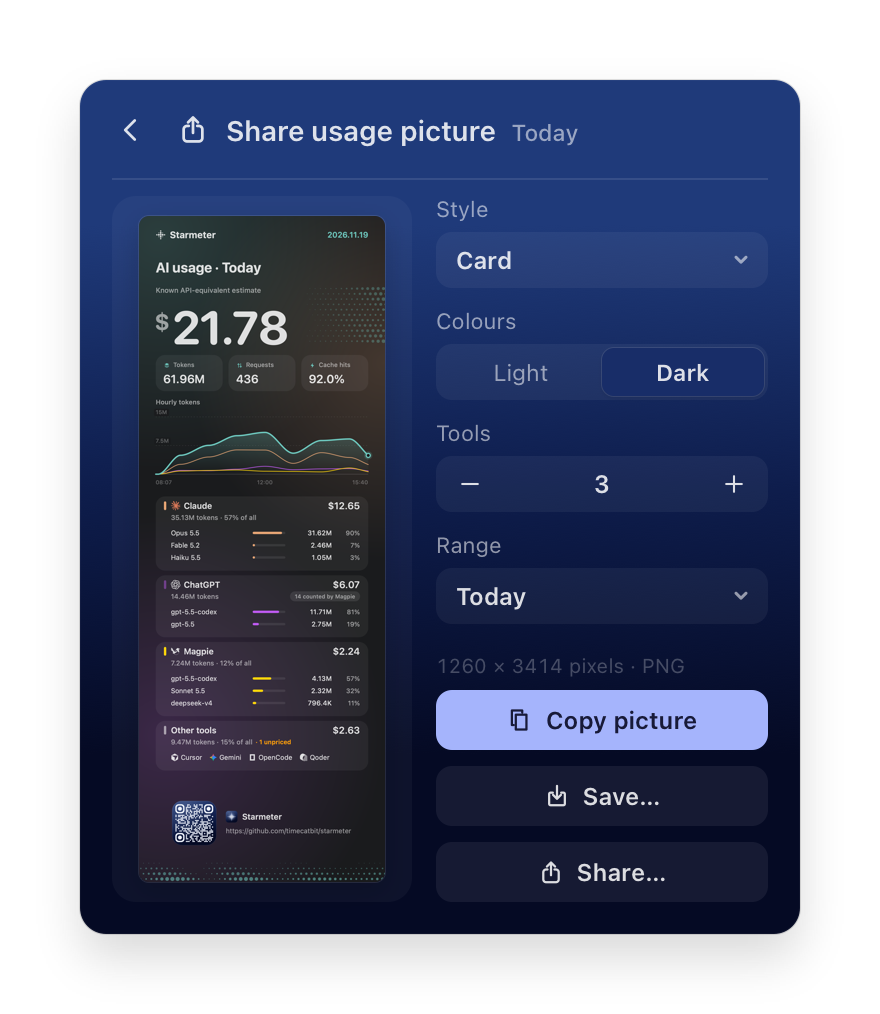 Share usage picture Today
Starmeter 2026.11.19
AI usage · Today
Known API-equivalent estimate
$21.78
Tokens Requests Cache hits
61.96M 436 92.0%
Hourly tokens
15M
7.5M
08:07 12:00 15:40
Claude $12.65
35.13M tokens · 57% of all
Opus 5.5 31.62M 90%
Fable 5.2 2.46M 7%
Haiku 5.5 1.05M 3%
ChatGPT $6.07
14.46M tokens 14 counted by Magpie
gpt-5.5-codex 11.71M 81%
gpt-5.5 2.75M 19%
Magpie $2.24
7.24M tokens · 12% of all
gpt-5.5-codex 4.13M 57%
Sonnet 5.5 2.32M 32%
deepseek-v4 796.4K 11%
Other tools $2.63
9.47M tokens · 15% of all · 1 unpriced
Cursor Gemini OpenCode Qoder
Starmeter
https://github.com/timecatbit/starmeter
Style
Card
Colours
Light Dark
Tools
3
Range
Today
1260 × 3414 pixels · PNG
Copy picture
Save...
Share...